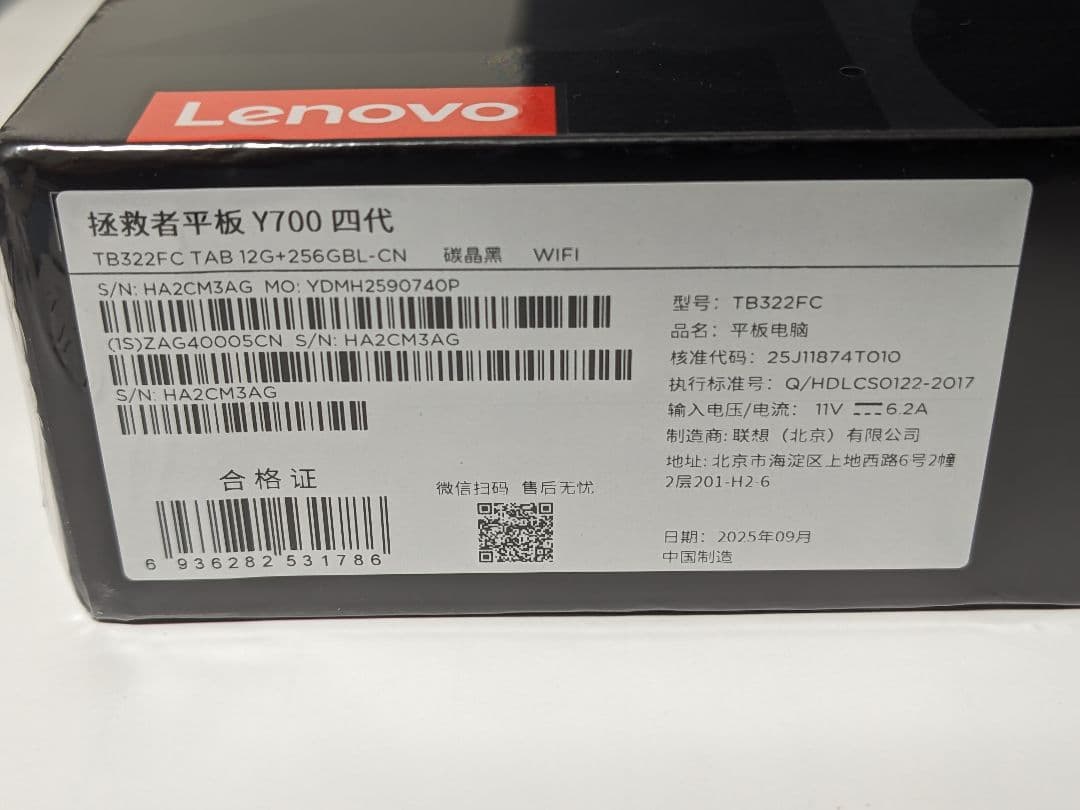 Lenovo
拯救者平板 Y700 四代
TB322FC TAB 12G+256GBL-CN 碳晶黑 WIFI
S/N: HA2CM3AG MO: YDMH2590740P
(1S)ZAG40005CN S/N: HA2CM3AG
S/N: HA2CM3AG
合格证
6 936282 531786
微信扫码 售后无忧
型号: TB322FC
品名: 平板电脑
核准代码: 25J11874T010
执行标准号: Q/HDLCS0122-2017
输入电压/电流: 11V ⎓ 6.2A
制造商: 联想（北京）有限公司
地址: 北京市海淀区上地西路6号2幢
2层201-H2-6
日期: 2025年09月
中国制造